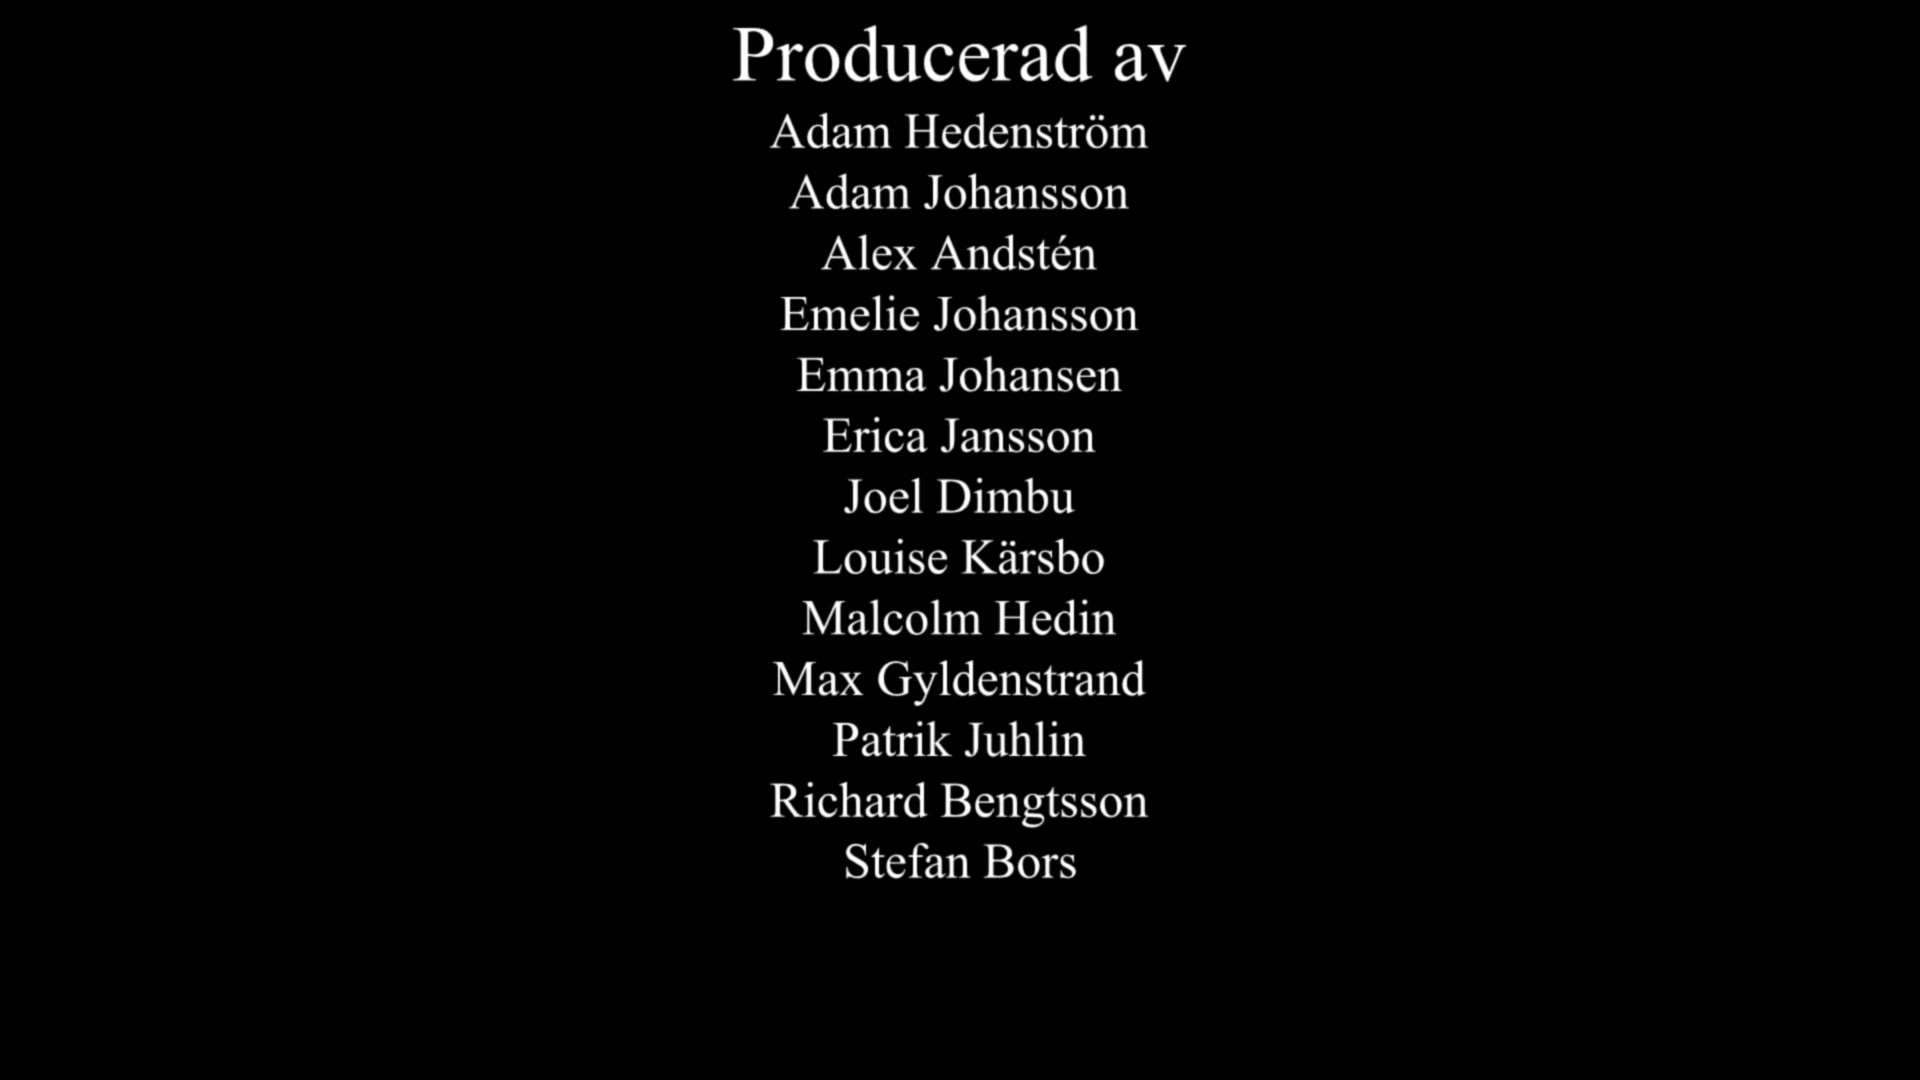 Producerad av
Adam Hedenström
Adam Johansson
Alex Andstén
Emelie Johansson
Emma Johansen
Erica Jansson
Joel Dimbu
Louise Kärsbo
Malcolm Hedin
Max Gyldenstrand
Patrik Juhlin
Richard Bengtsson
Stefan Bors